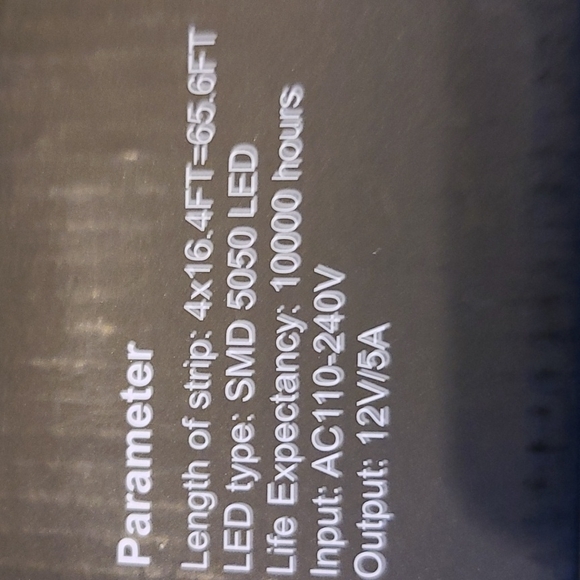 Parameter
Length of strip: 4x16.4FT=65.6FT
LED type: SMD 5050 LED
Life Expectancy: 10000 hours
Input: AC110-240V
Output: 12V/5A